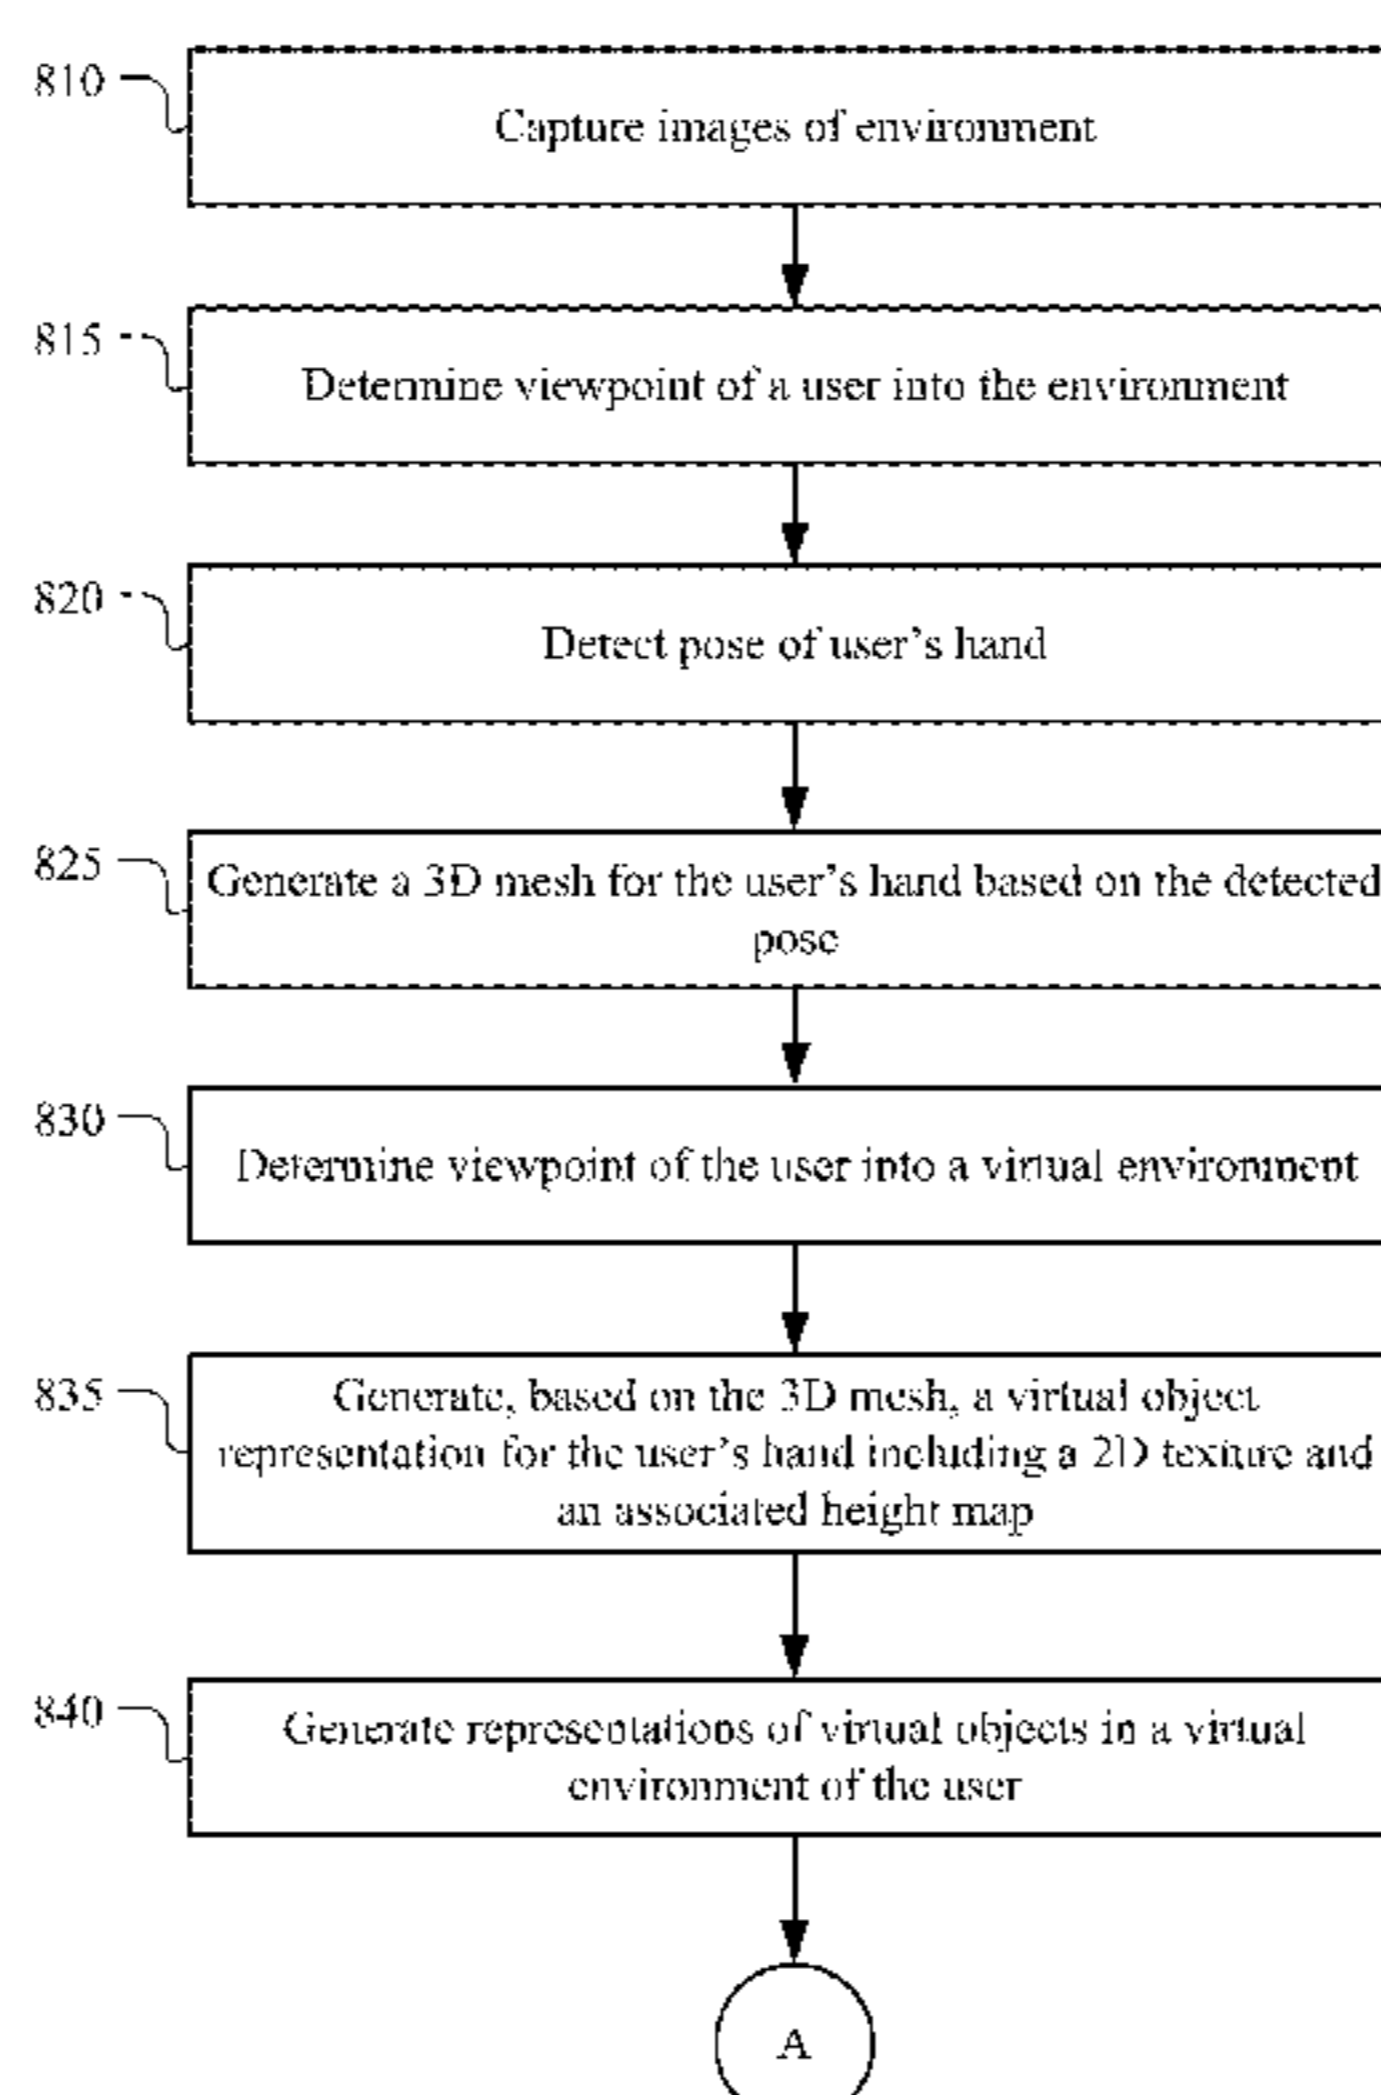 810
Capture images of environment
815
Determine viewpoint of a user into the environment
820
Detect pose of user's hand
825
Generate a 3D mesh for the user's hand based on the detected
pose
830
Determine viewpoint of the user into a virtual environment
835
Generate, based on the 3D mesh, a virtual object
representation for the user's hand including a 2D texture and
an associated height map
840
Generate representations of virtual objects in a virtual
environment of the user
A